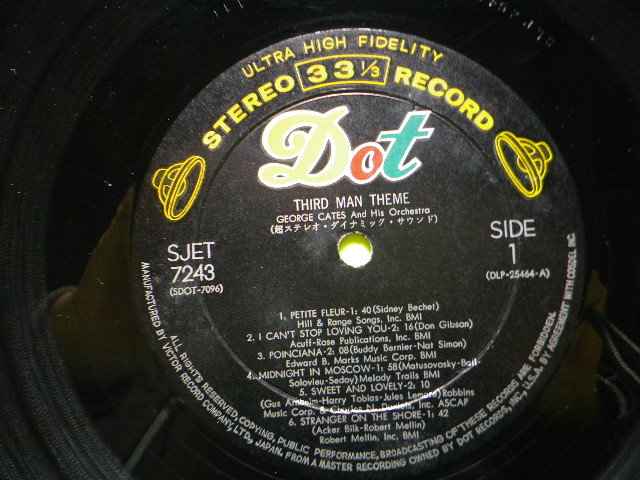 ULTRA HIGH FIDELITY
STEREO 33 1/3 RECORD
Dot
THIRD MAN THEME
GEORGE CATES And His Orchestra
(超ステレオ・ダイナミック・サウンド)
SJET
7243
(SDOT-7096)
SIDE
1
(DLP-25464-A)
1. PETITE FLEUR-1: 40 (Sidney Bechet)
Hill & Range Songs, Inc. BMI
2. I CAN'T STOP LOVING YOU-2: 16 (Don Gibson)
Acuff-Rose Publications, Inc. BMI
3. POINCIANA-2: 08 (Buddy Bernier-Nat Simon)
Edward B. Marks Music Corp. BMI
4. MIDNIGHT IN MOSCOW-1: 58 (Matusovsky-Ball-
Soloviev-Sedoy) Melody Trails BMI
5. SWEET AND LOVELY-2: 10
(Gus Arnheim-Harry Tobias-Jules Lemare) Robbins
Music Corp. & Charles N. Daniels, Inc. ASCAP
6. STRANGER ON THE SHORE-1: 42
(Acker Bilk-Robert Mellin)
Robert Mellin, Inc. BMI
MANUFACTURED BY VICTOR RECORD COMPANY, LTD., JAPAN. FROM A MASTER RECORDING OWNED BY DOT RECORDS, INC., U.S.A. BY AGREEMENT WITH COSDEL INC.
ALL RIGHTS RESERVED. COPYING, PUBLIC PERFORMANCE, BROADCASTING OF THESE RECORDS ARE FORBIDDEN.